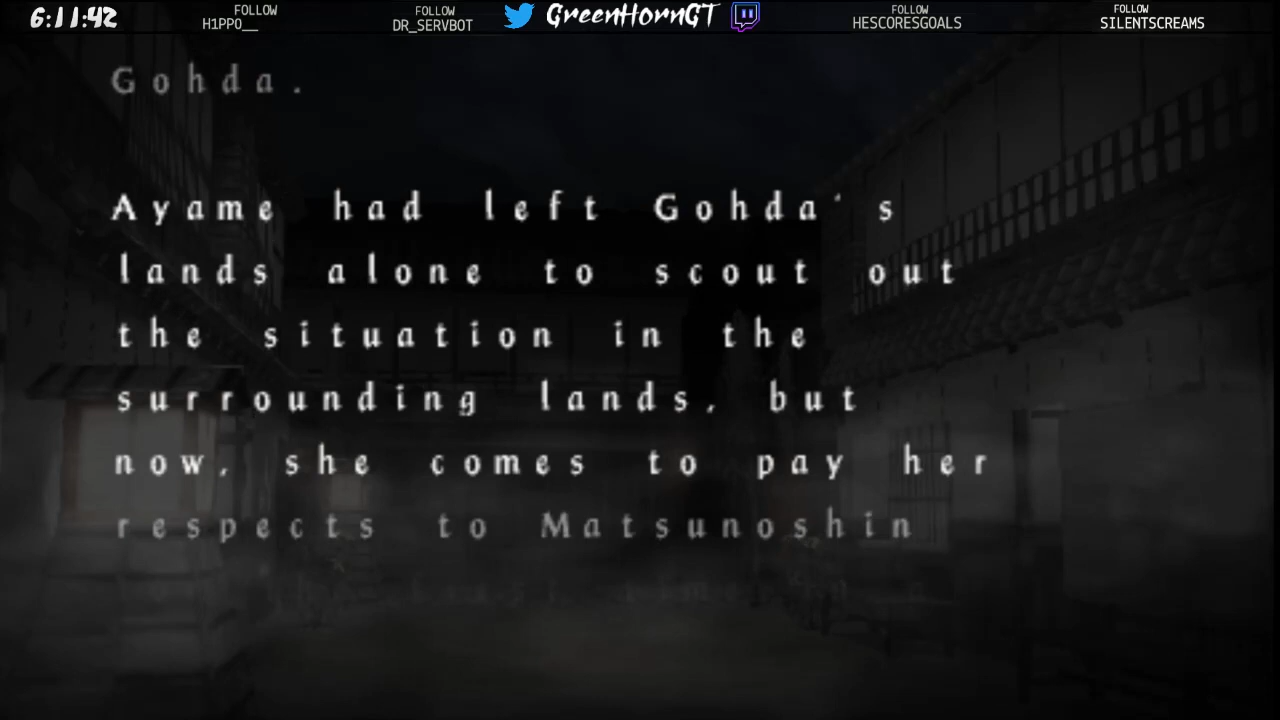 6:11:42
FOLLOW
H1PPO__
FOLLOW
DR_SERVBOT
GreenHornGT
FOLLOW
HESCORESGOALS
FOLLOW
SILENTSCREAMS
Gohda.
Ayame had left Gohda's
lands alone to scout out
the situation in the
surrounding lands, but
now, she comes to pay her
respects to Matsunoshin